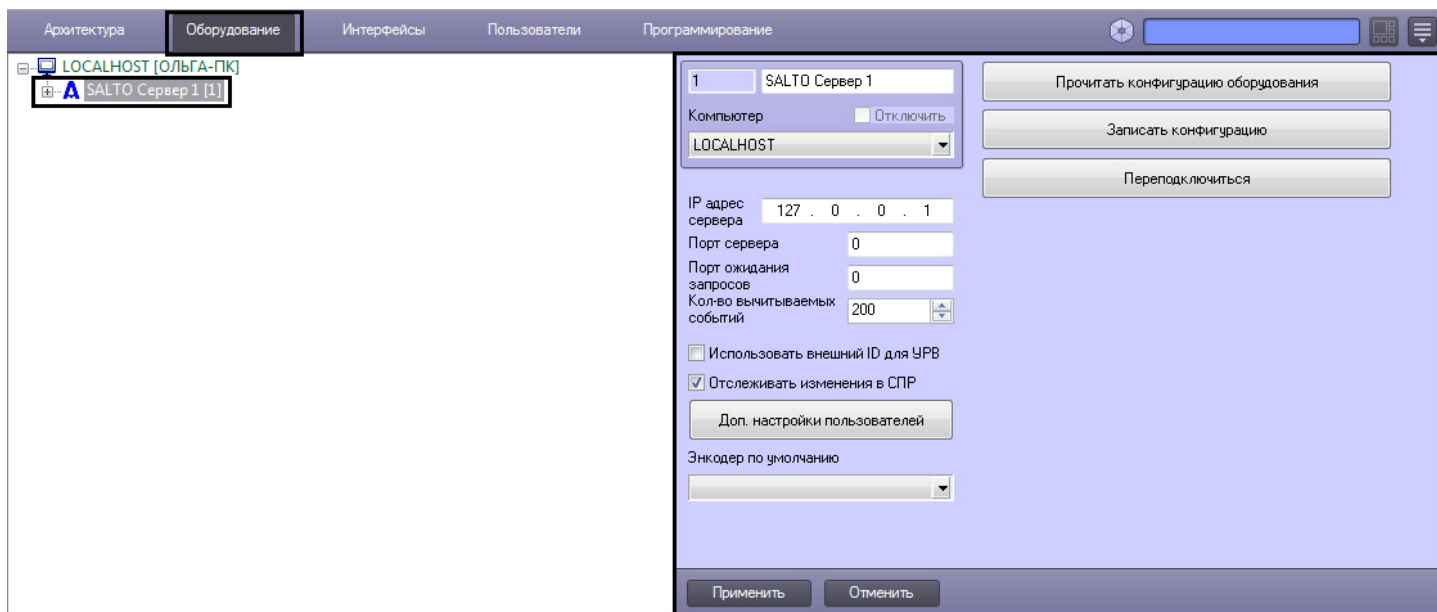 Архитектура Оборудование Интерфейсы Пользователи Программирование
LOCALHOST [ОЛЬГА-ПК]
SALTO Сервер 1 [1]
1 SALTO Сервер 1
Компьютер Отключить
LOCALHOST
IP адрес сервера 127 . 0 . 0 . 1
Порт сервера 0
Порт ожидания запросов 0
Кол-во вычитываемых событий 200
Использовать внешний ID для УРВ
Отслеживать изменения в СПР
Доп. настройки пользователей
Энкодер по умолчанию
Прочитать конфигурацию оборудования
Записать конфигурацию
Переподключиться
Применить Отменить